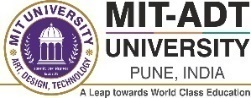 MIT UNIVERSITY
ART, DESIGN, TECHNOLOGY
MIT-ADT
UNIVERSITY
PUNE, INDIA
A Leap towards World Class Education